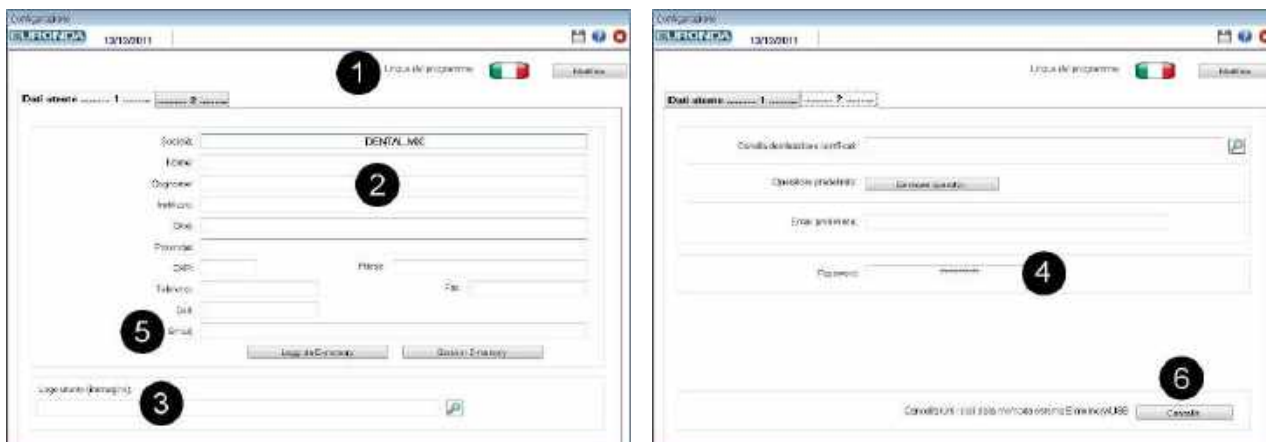 Configurazione
EURONDA 13/12/2011
1 Lingua del programma Modifica
Dati utente ........ 1 ........ ........ 2 ........
Società: DENTAL MIX
Nome:
Cognome:
2
Indirizzo:
Città:
Provincia:
CAP: Paese:
Telefono: Fax:
Cell:
5 Email:
Leggi da E-memory Scrivi in E-memory
Logo utente (immagine):
3
Configurazione
EURONDA 13/12/2011
Lingua del programma Modifica
Dati utente ........ 1 ........ ........ 2 ........
Cartella destinazione certificati:
Operatore predefinito:
Email
Password: 4
6
Cancella